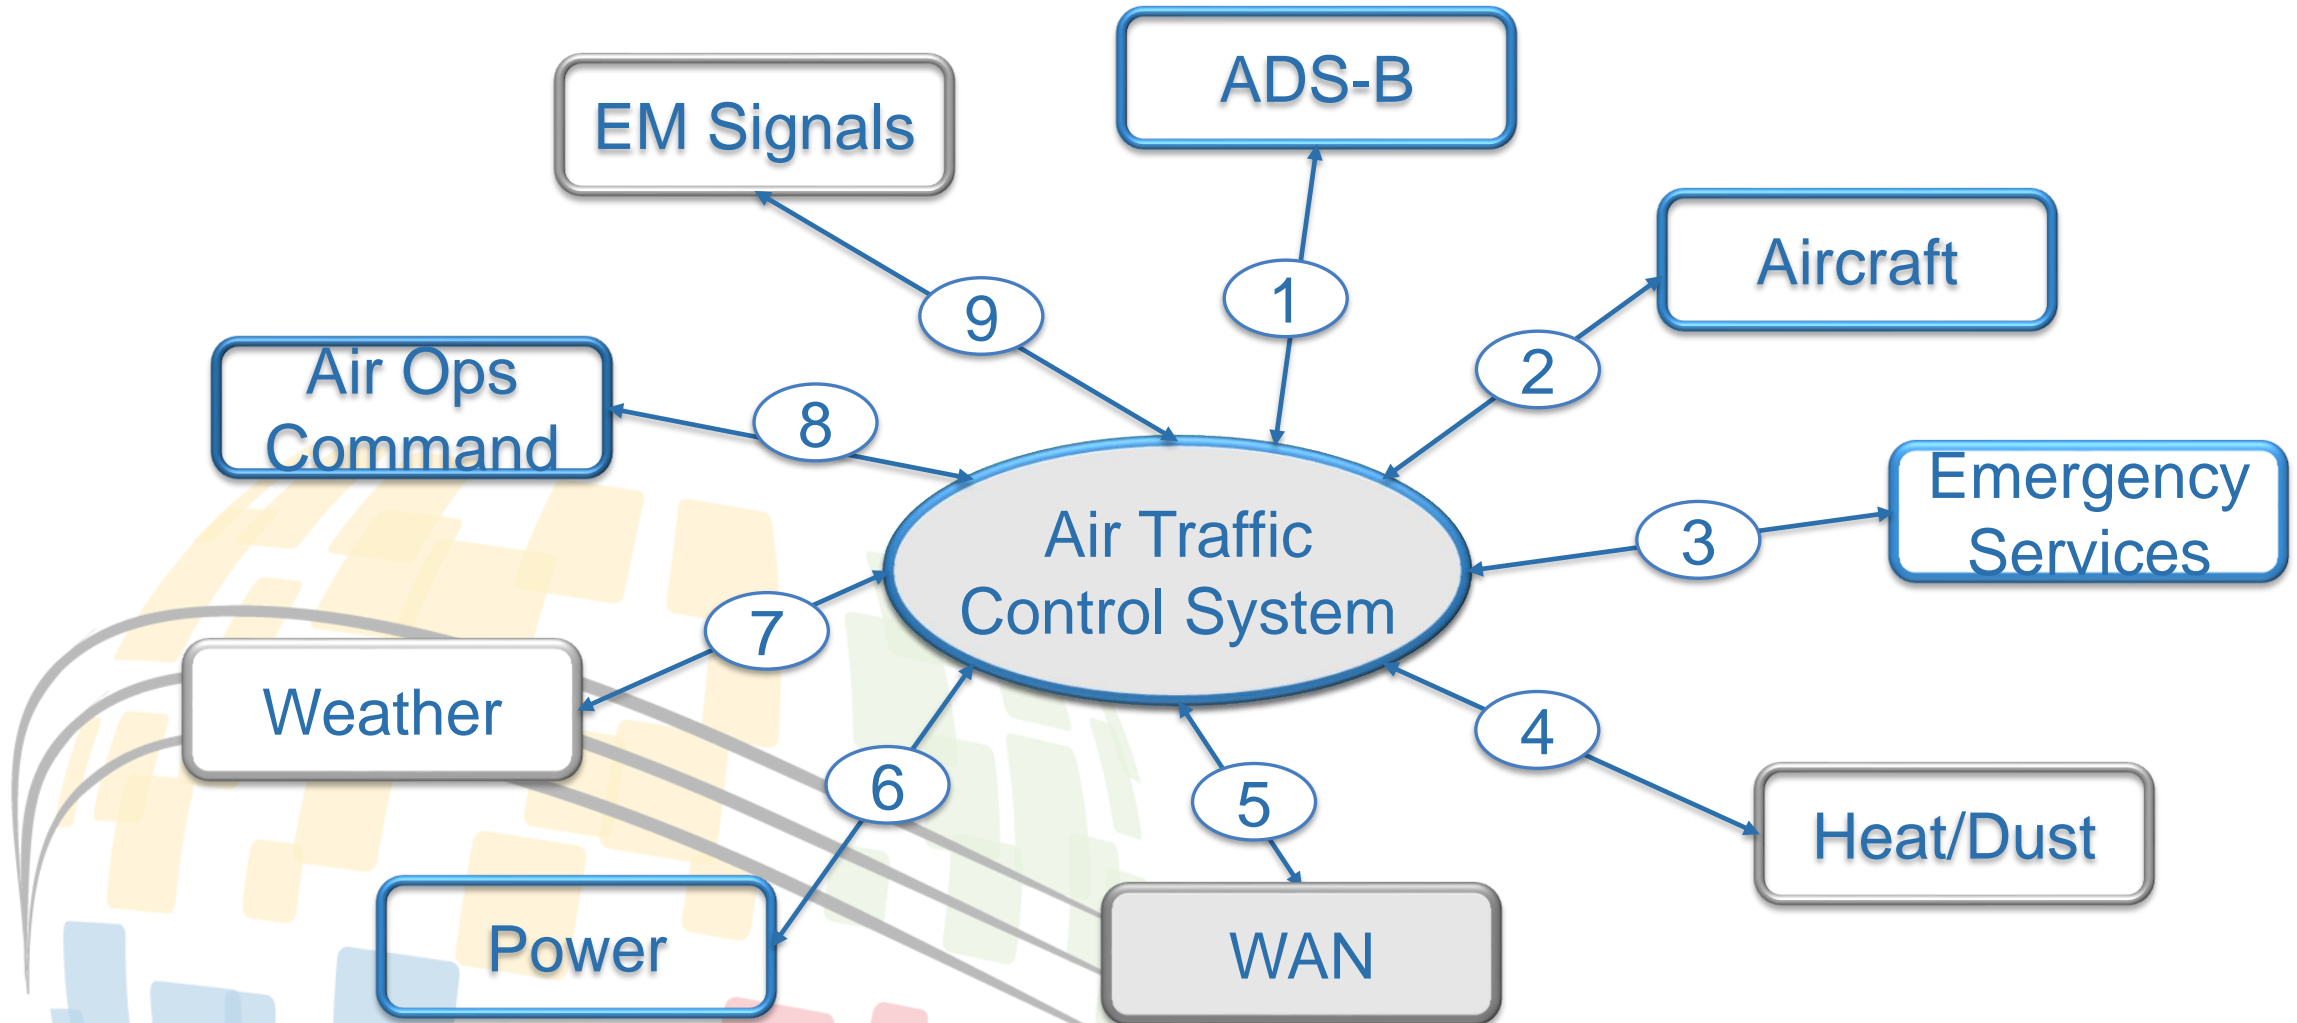 ADS-B
EM Signals
Aircraft
1
9
2
Air Ops
Command
8
Emergency
Services
3
Air Traffic
Control System
7
Weather
4
6
5
Heat/Dust
Power
WAN